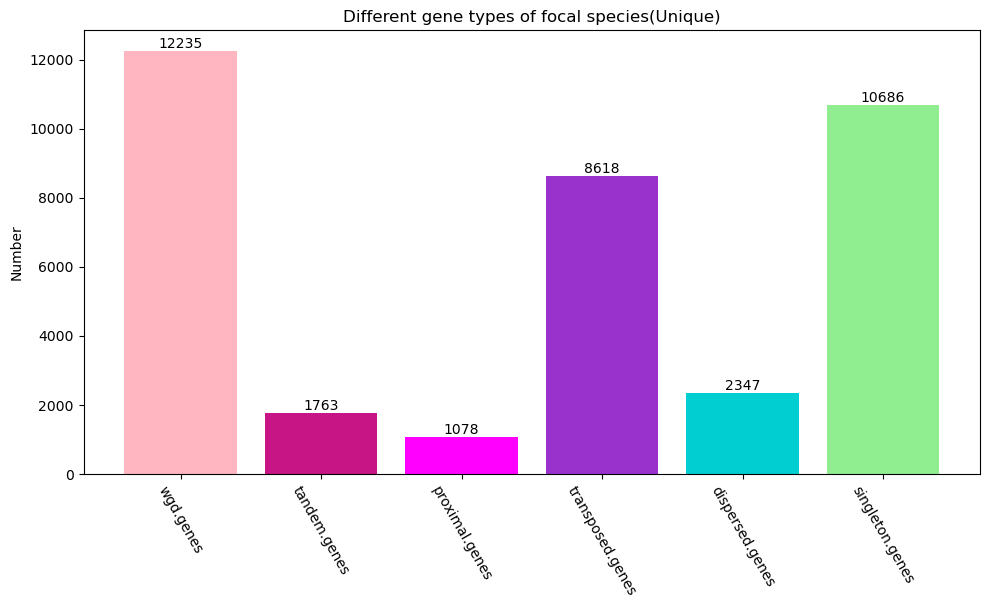 Different gene types of focal species(Unique)
Number
12000
10000
8000
6000
4000
2000
0
12235
1763
1078
8618
2347
10686
wgd.genes
tandem.genes
proximal.genes
transposed.genes
dispersed.genes
singleton.genes